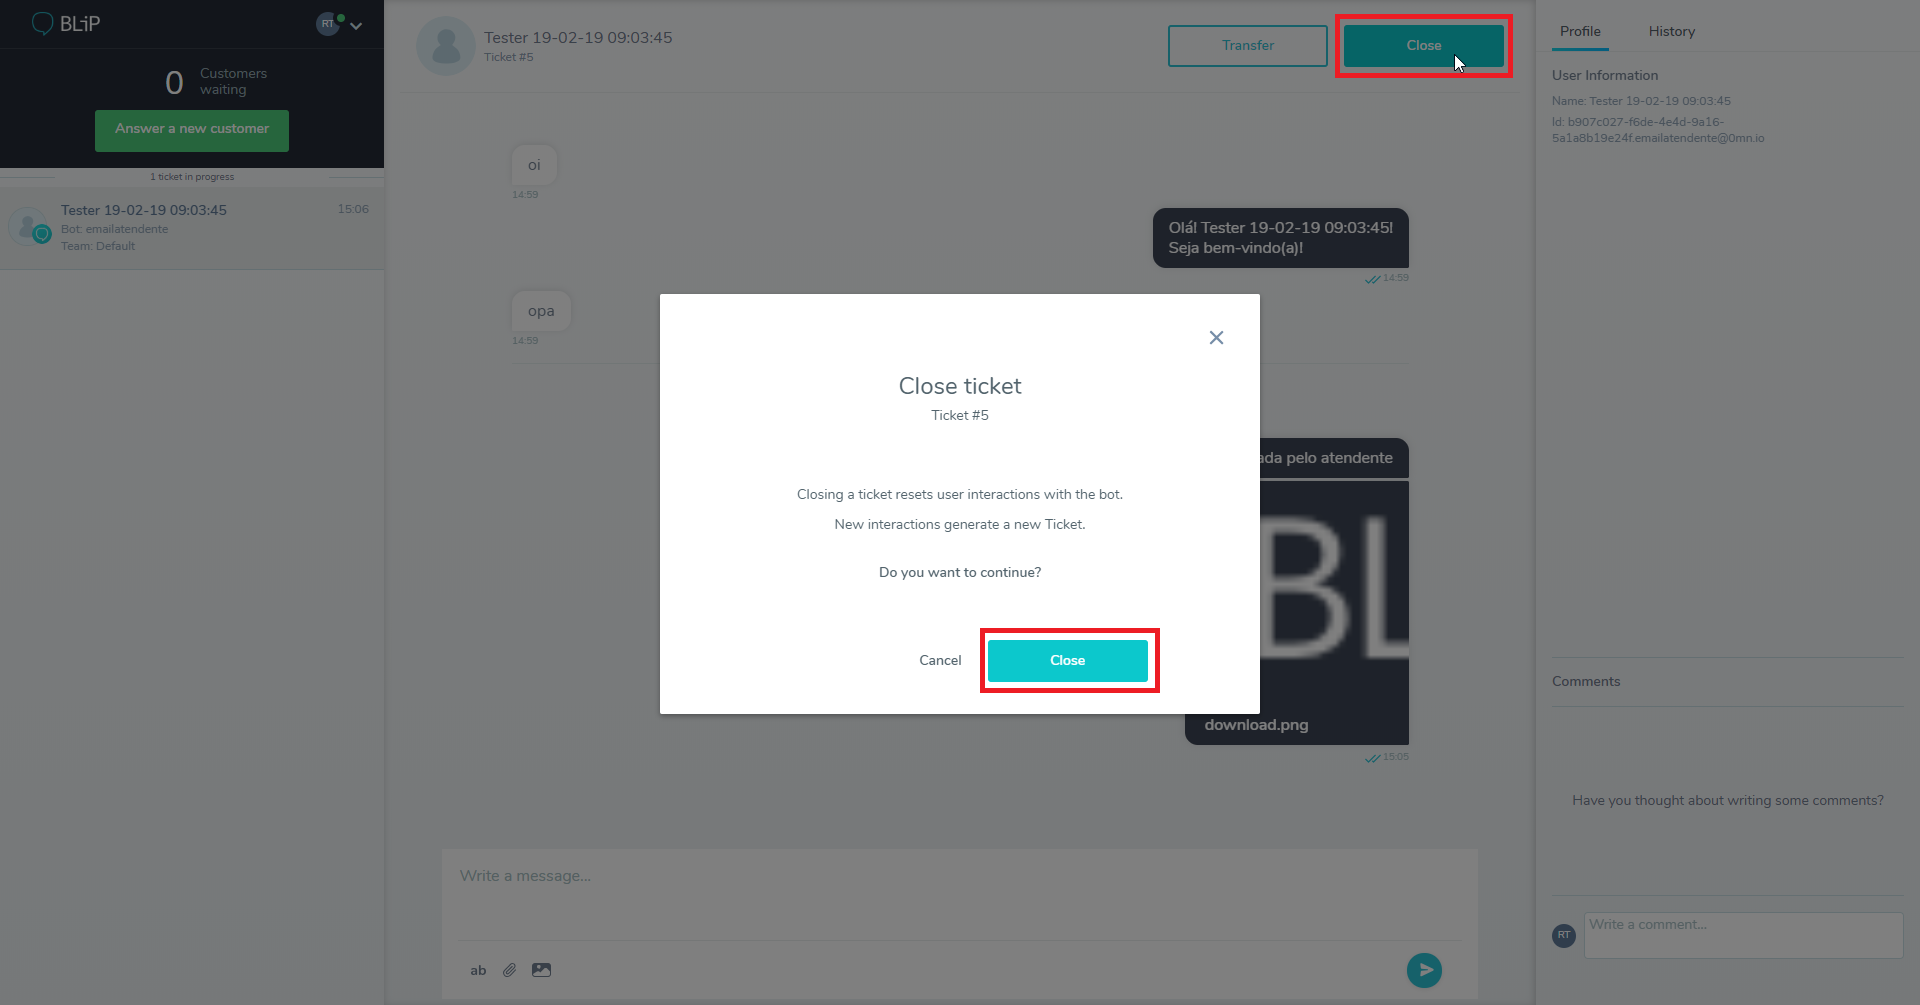 BLiP
RT
0
Customers
waiting
Answer a new customer
1 ticket in progress
Tester 19-02-19 09:03:45
15:06
Bot: emailatendente
Team: Default
Tester 19-02-19 09:03:45
Ticket #5
Transfer
Close
oi
14:59
Olá! Tester 19-02-19 09:03:45!
Seja bem-vindo(a)!
14:59
opa
14:59
ada pelo atendente
BL
download.png
15:05
Close ticket
Ticket #5
Closing a ticket resets user interactions with the bot.
New interactions generate a new Ticket.
Do you want to continue?
Cancel
Close
Write a message...
ab
Profile
History
User Information
Name: Tester 19-02-19 09:03:45
Id: b907c027-f6de-4e4d-9a16-
5a1a8b19e24f.emailatendente@0mn.io
Comments
Have you thought about writing some comments?
RT
Write a comment...